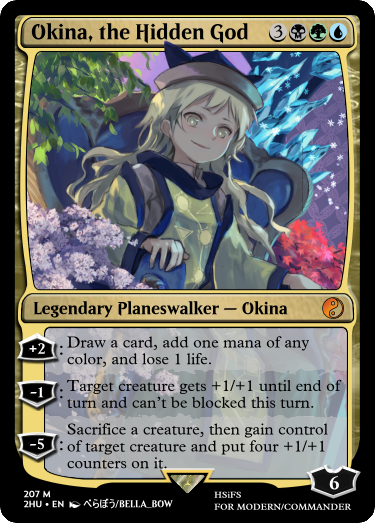 Okina, the Hidden God 3
Legendary Planeswalker — Okina
+2: Draw a card, add one mana of any
color, and lose 1 life.
-1: Target creature gets +1/+1 until end of
turn and can't be blocked this turn.
-5: Sacrifice a creature, then gain control
of target creature and put four +1/+1
counters on it.
6
207 M
2HU • EN べらぼう/BELLA_BOW
HSiFS
FOR MODERN/COMMANDER